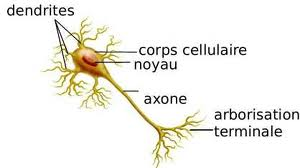 dendrites
corps cellulaire
noyau
axone
arborisation
terminale